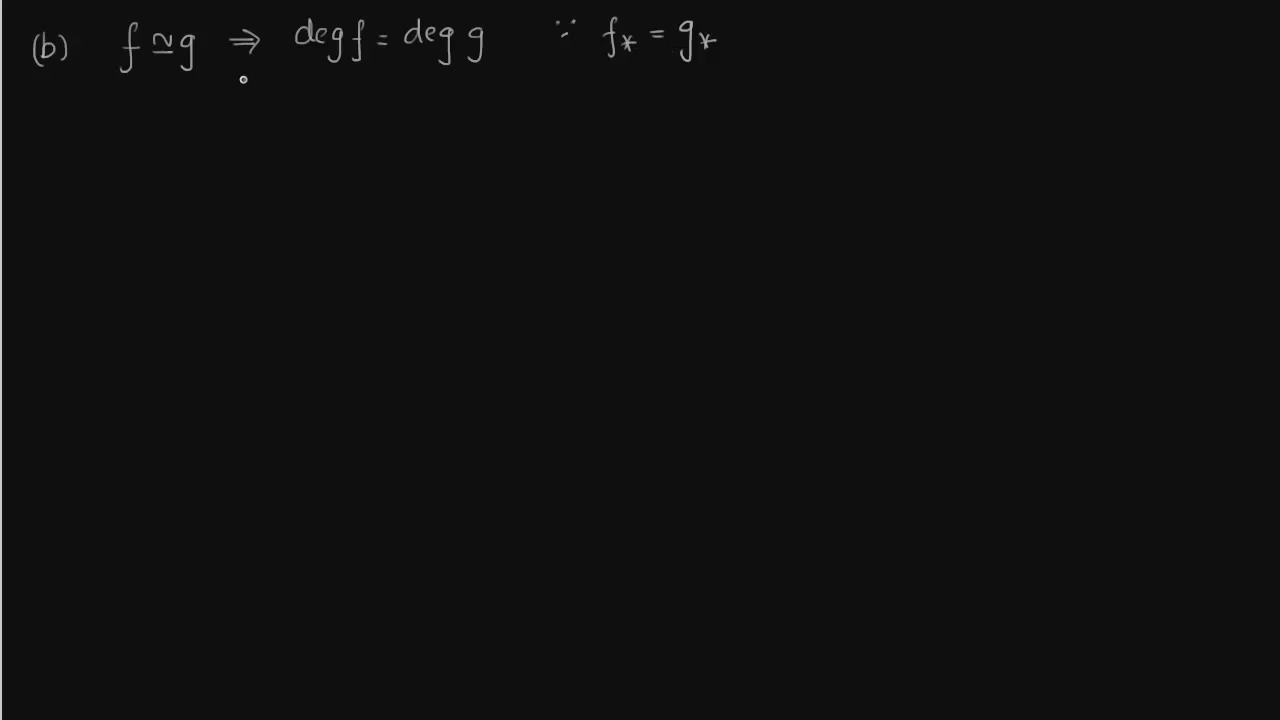 (b) f ≃ g ⇒ deg f = deg g ∵ f* = g*